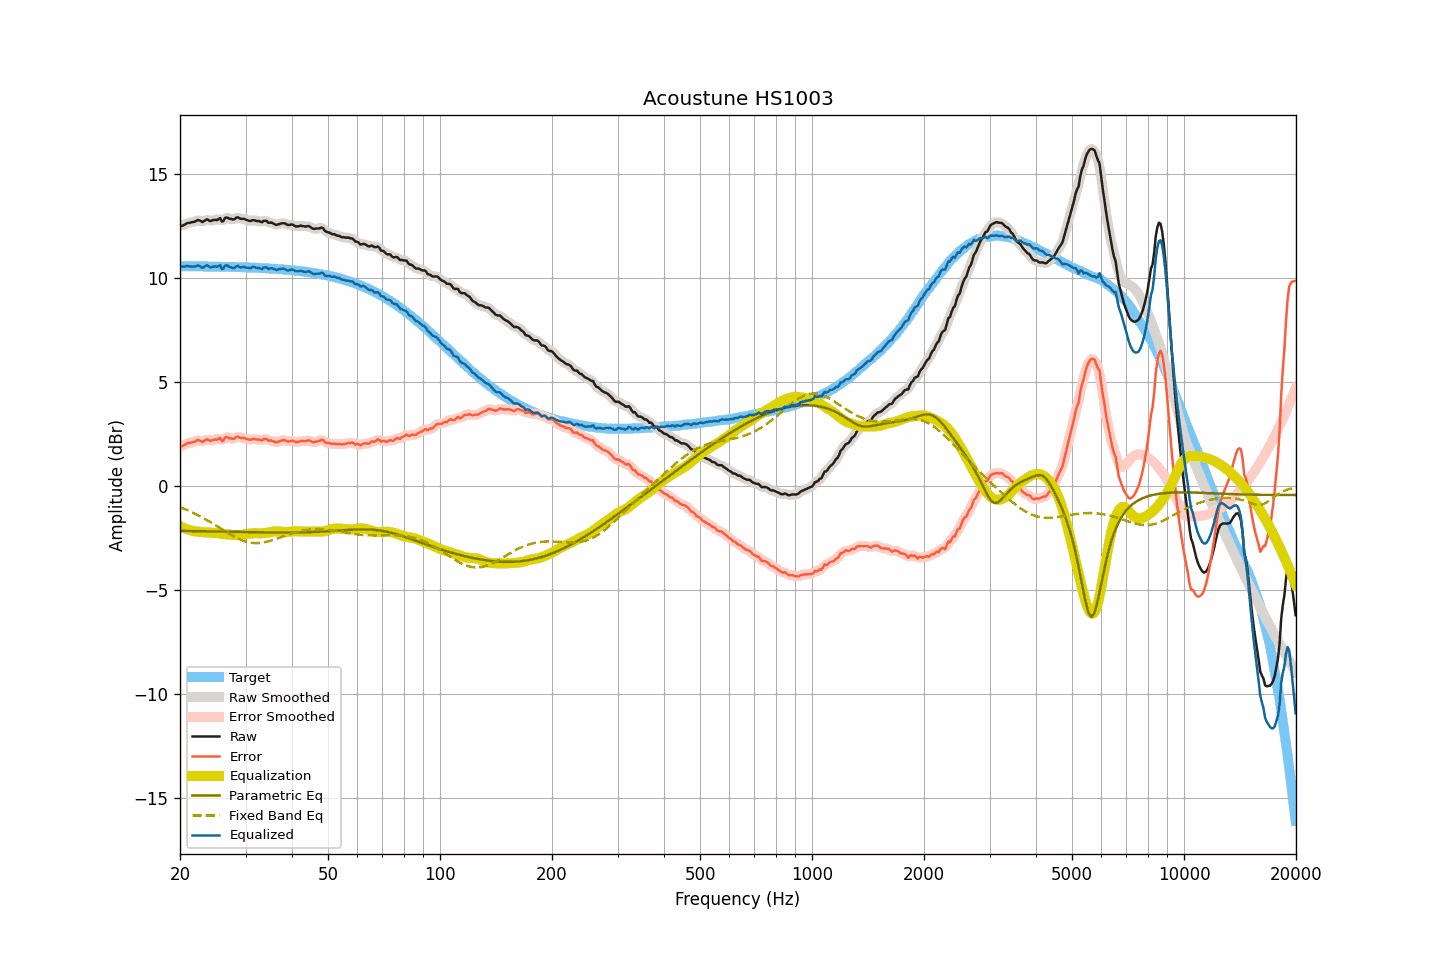 Acoustune HS1003
Amplitude (dBr)
15
10
5
0
−5
−10
−15
Target
Raw Smoothed
Error Smoothed
Raw
Error
Equalization
Parametric Eq
Fixed Band Eq
Equalized
20 50 100 200 500 1000 2000 5000 10000 20000
Frequency (Hz)